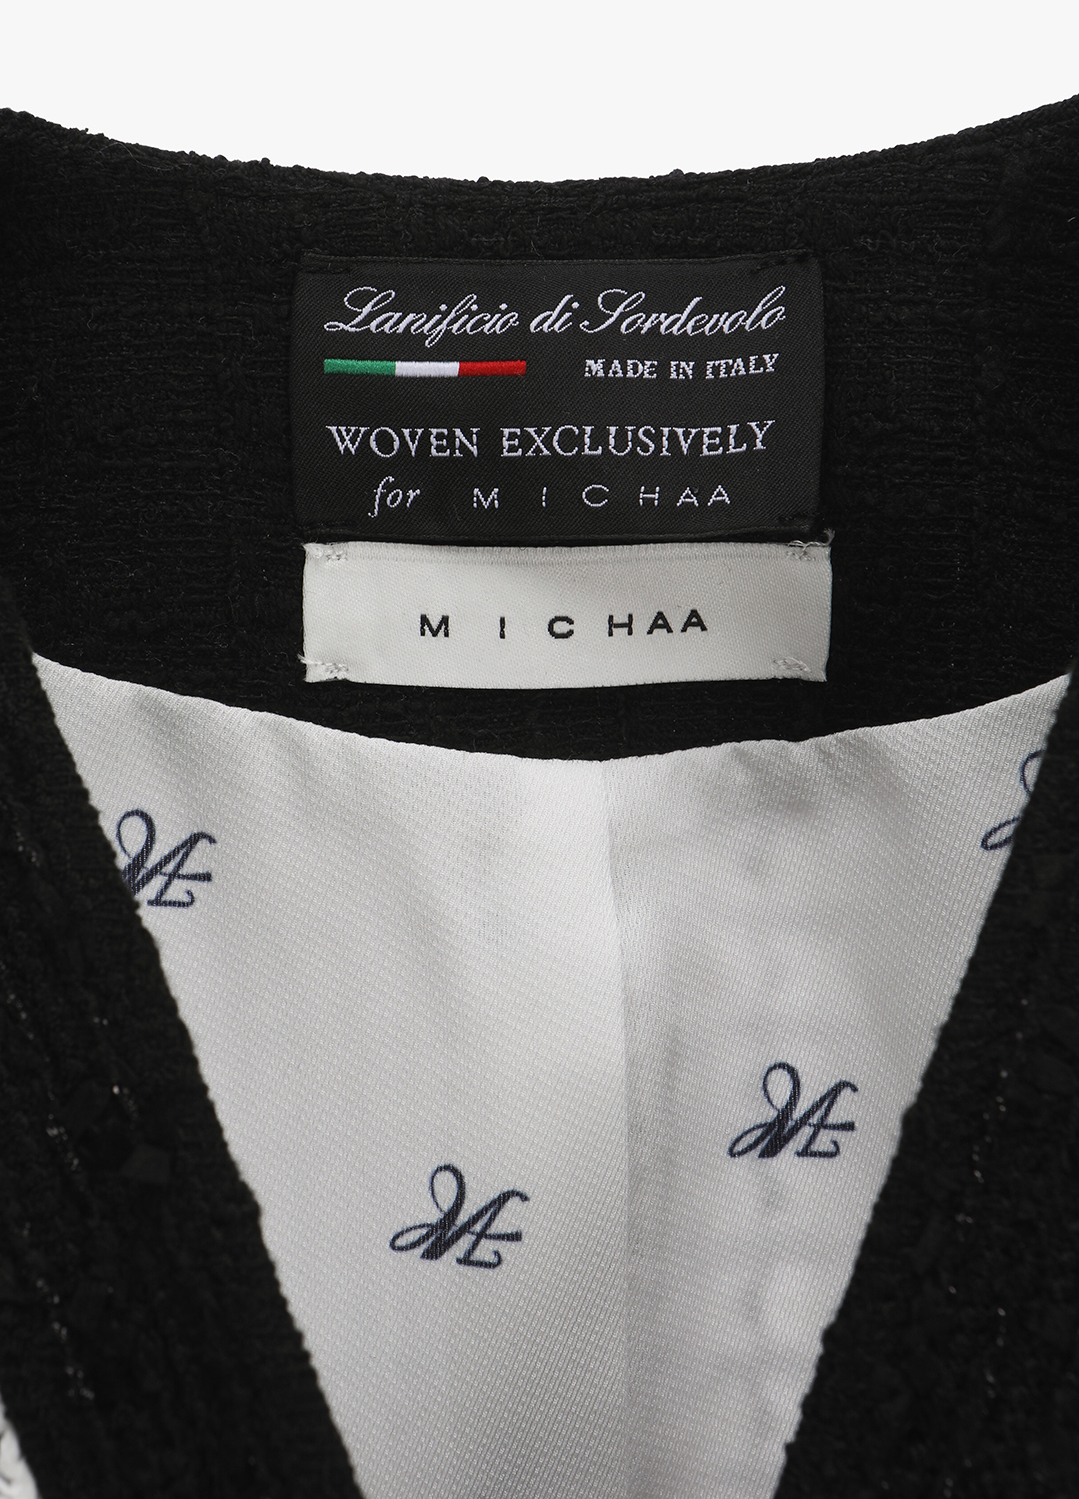 Lanificio di Sordevolo
MADE IN ITALY
WOVEN EXCLUSIVELY
for MICHAA
MICHAA